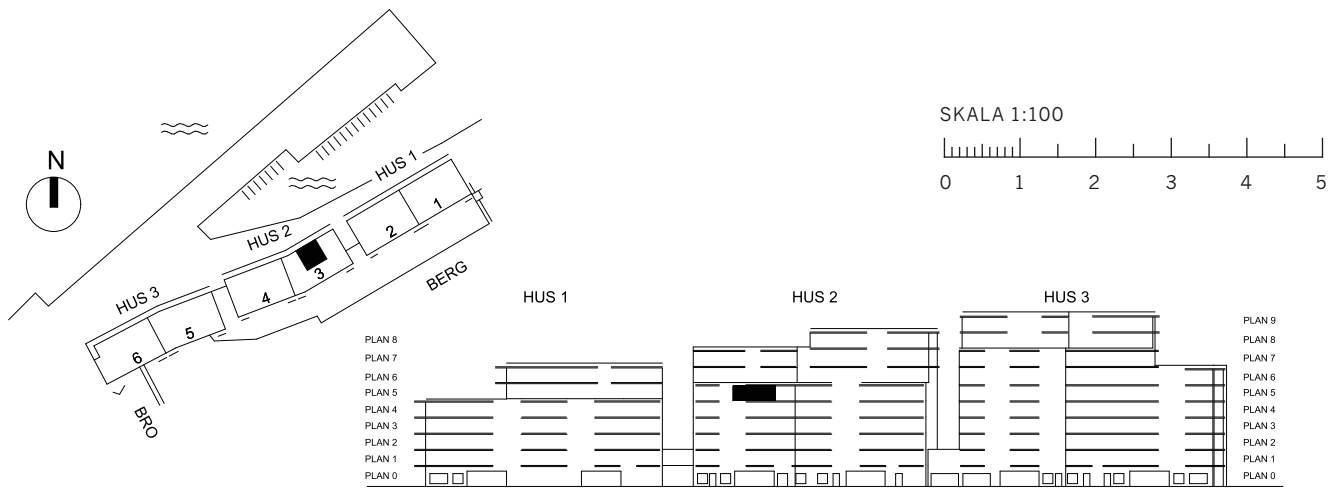 SKALA 1:100
0 1 2 3 4 5
N
HUS 1
1
2
HUS 2
3
4
BERG
HUS 3
5
6
BRO
HUS 1
HUS 2
HUS 3
PLAN 8
PLAN 7
PLAN 6
PLAN 5
PLAN 4
PLAN 3
PLAN 2
PLAN 1
PLAN 0
PLAN 9
PLAN 8
PLAN 7
PLAN 6
PLAN 5
PLAN 4
PLAN 3
PLAN 2
PLAN 1
PLAN 0